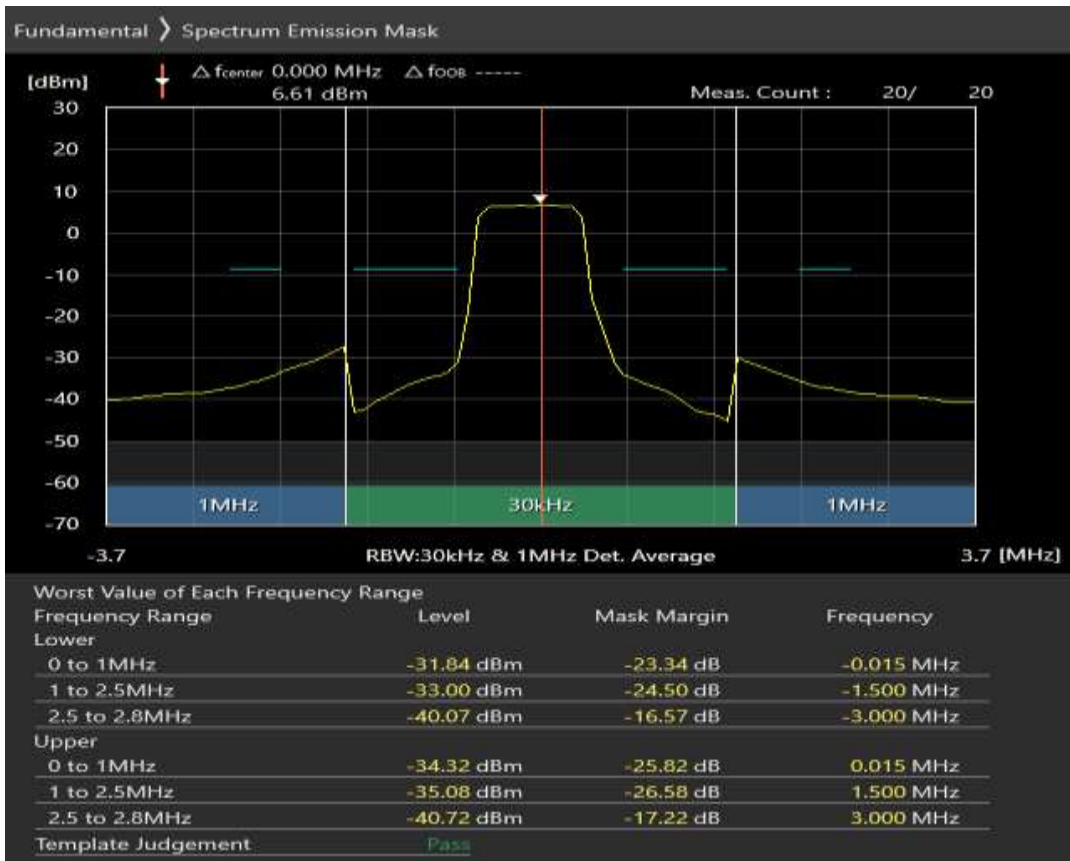 Fundamental ❭ Spectrum Emission Mask
[dBm] △ fcenter 0.000 MHz △ fOOB -----
6.61 dBm Meas. Count : 20/ 20
30
20
10
0
-10
-20
-30
-40
-50
-60
-70
1MHz 30kHz 1MHz
-3.7 RBW:30kHz & 1MHz Det. Average 3.7 [MHz]
Worst Value of Each Frequency Range
Frequency Range Level Mask Margin Frequency
Lower
0 to 1MHz -31.84 dBm -23.34 dB -0.015 MHz
1 to 2.5MHz -33.00 dBm -24.50 dB -1.500 MHz
2.5 to 2.8MHz -40.07 dBm -16.57 dB -3.000 MHz
Upper
0 to 1MHz -34.32 dBm -25.82 dB 0.015 MHz
1 to 2.5MHz -35.08 dBm -26.58 dB 1.500 MHz
2.5 to 2.8MHz -40.72 dBm -17.22 dB 3.000 MHz
Template Judgement Pass